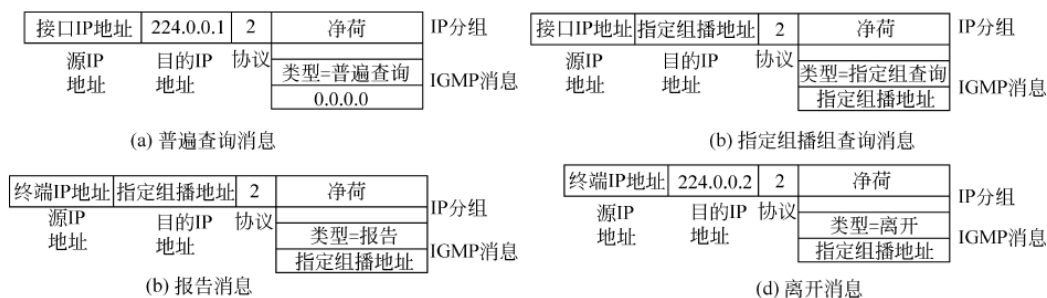 接口IP地址 224.0.0.1 2 净荷 IP分组
源IP地址 目的IP地址 协议
类型=普遍查询
0.0.0.0
IGMP消息
(a) 普遍查询消息
接口IP地址 指定组播地址 2 净荷 IP分组
源IP地址 目的IP地址 协议
类型=指定组查询
指定组播地址
IGMP消息
(b) 指定组播组查询消息
终端IP地址 指定组播地址 2 净荷 IP分组
源IP地址 目的IP地址 协议
类型=报告
指定组播地址
IGMP消息
(b) 报告消息
终端IP地址 224.0.0.2 2 净荷 IP分组
源IP地址 目的IP地址 协议
类型=离开
指定组播地址
IGMP消息
(d) 离开消息